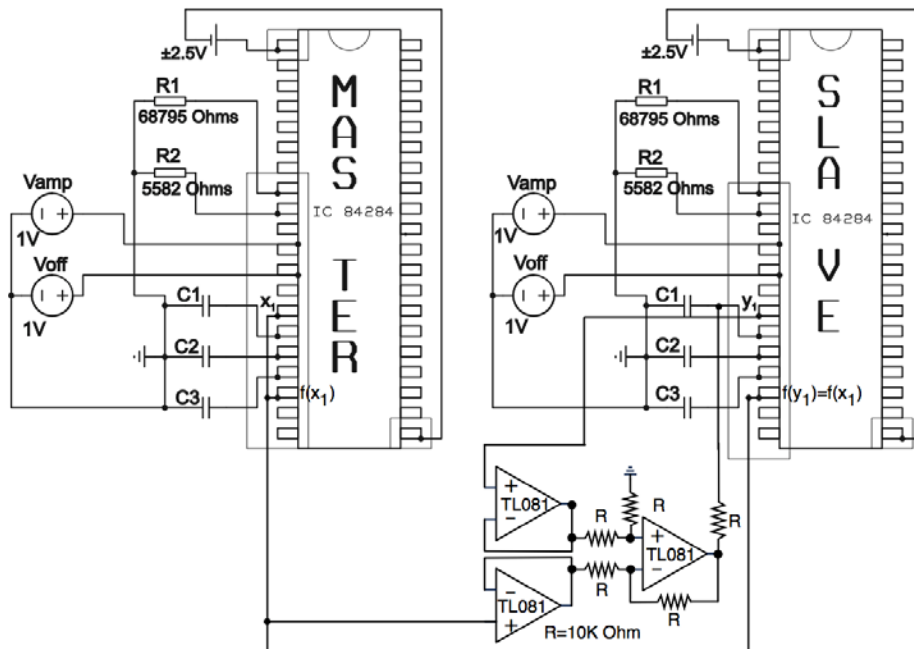 ±2.5V
R1
68795 Ohms
R2
5582 Ohms
Vamp
1V
Voff
1V
C1
C2
C3
x1
f(x1)
MASTER
IC 84284
±2.5V
R1
68795 Ohms
R2
5582 Ohms
Vamp
1V
Voff
1V
C1
C2
C3
y1
f(y1)=f(x1)
SLAVE
IC 84284
+
−
TL081
R
R
R
+
−
TL081
R
−
+
TL081
R
R=10K Ohm